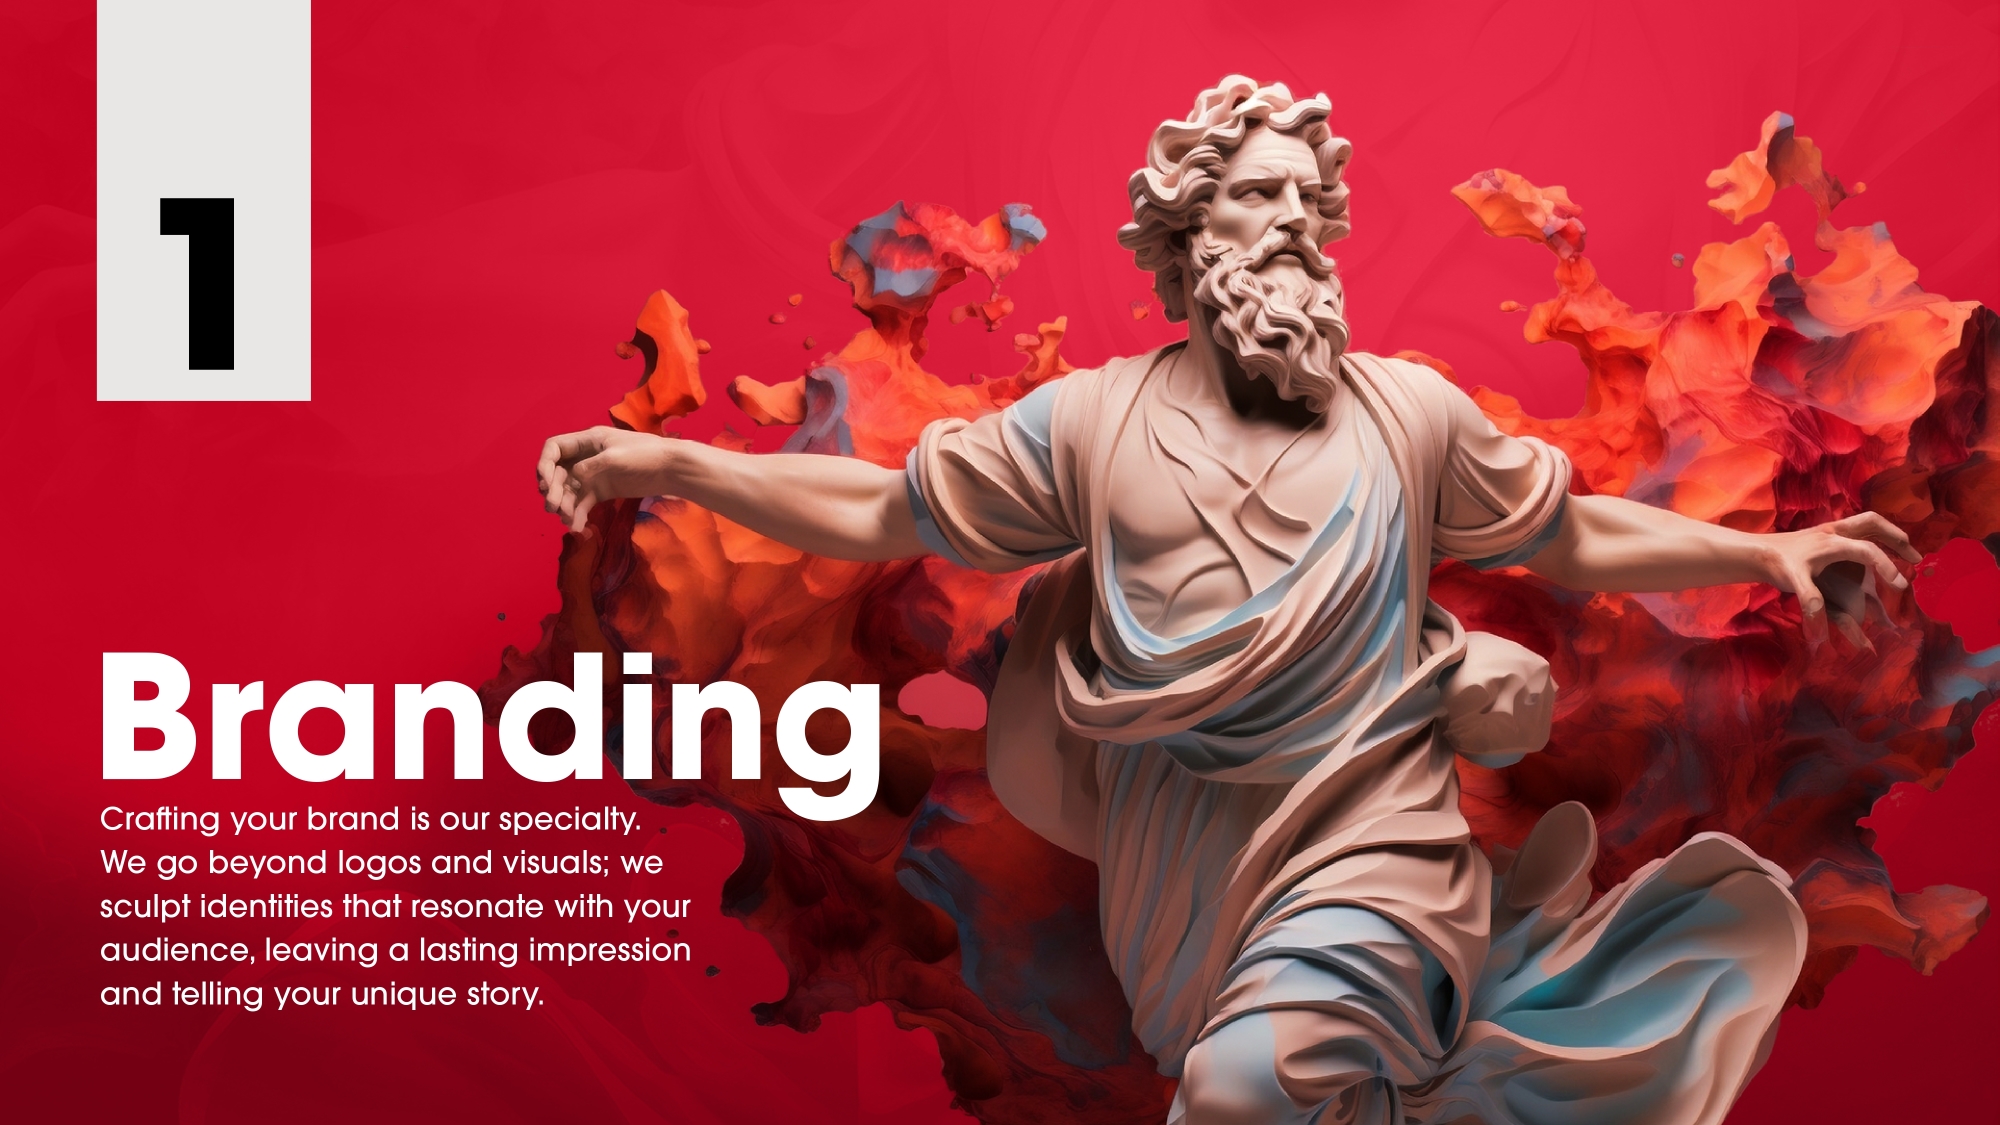 1
Branding
Crafting your brand is our specialty.
We go beyond logos and visuals; we
sculpt identities that resonate with your
audience, leaving a lasting impression
and telling your unique story.